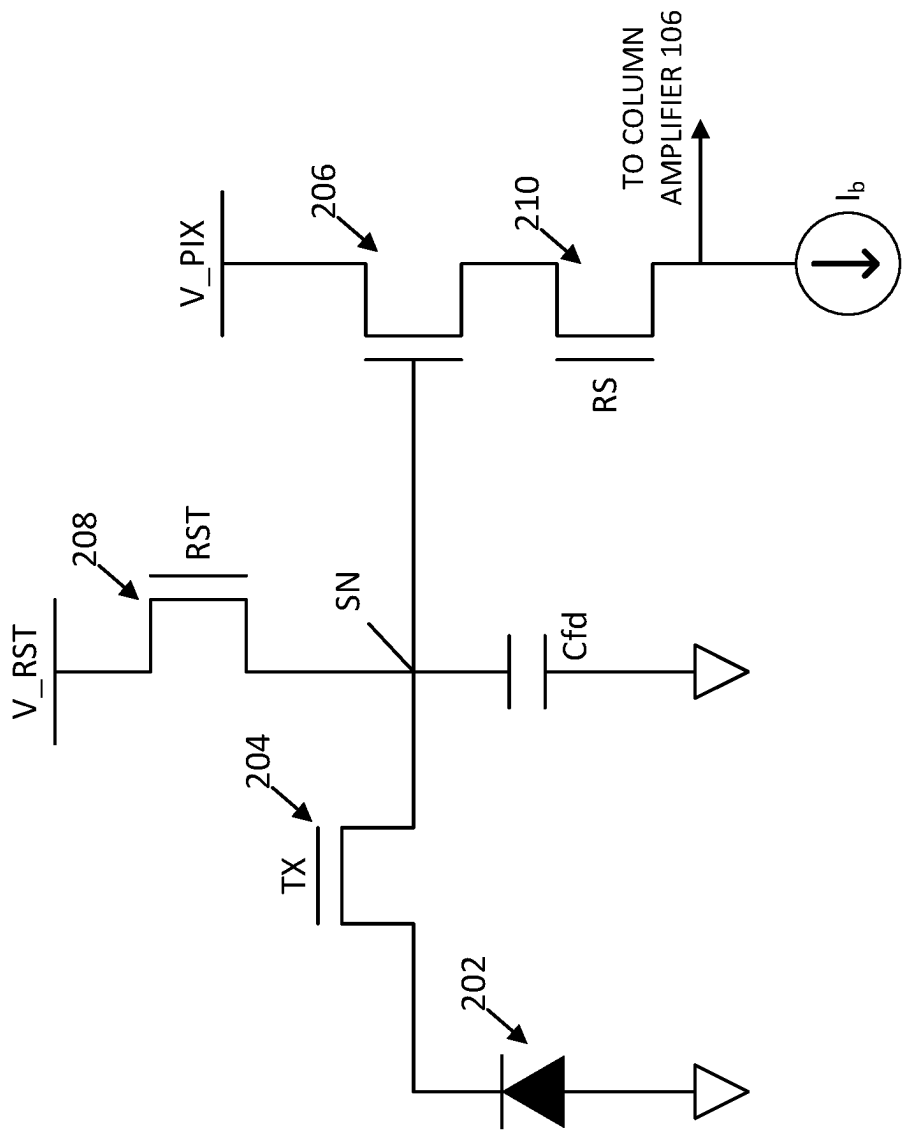 V_RST
208
RST
V_PIX
206
SN
204
TX
210
RS
TO COLUMN
AMPLIFIER 106
Cfd
202
Ib